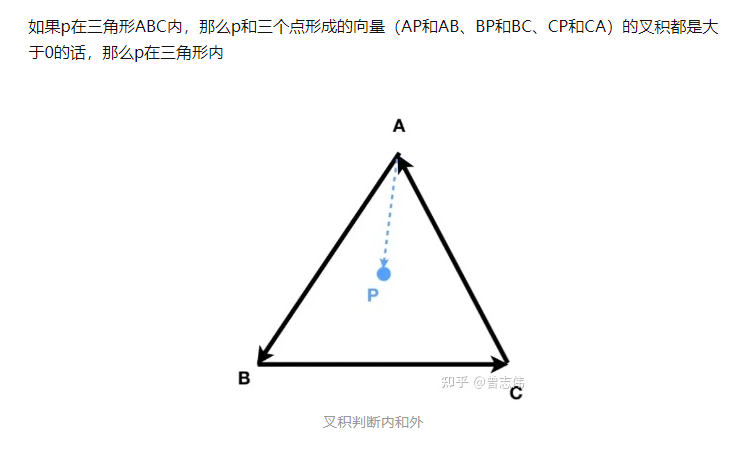 如果p在三角形ABC内，那么p和三个点形成的向量（AP和AB、BP和BC、CP和CA）的叉积都是大
于0的话，那么p在三角形内
A
P
B
知乎 @曾志伟
C
叉积判断内和外